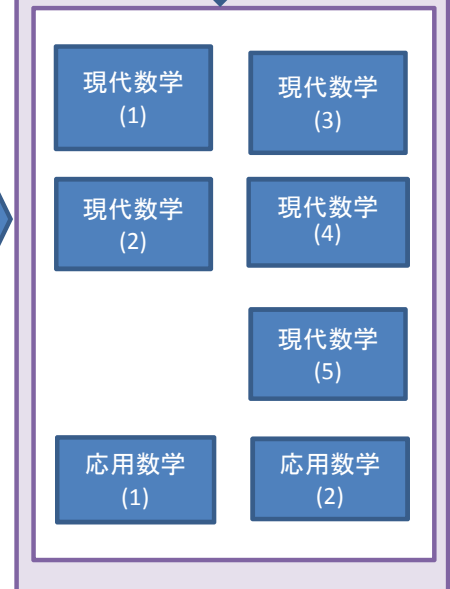 現代数学
(1)
現代数学
(3)
現代数学
(2)
現代数学
(4)
現代数学
(5)
応用数学
(1)
応用数学
(2)